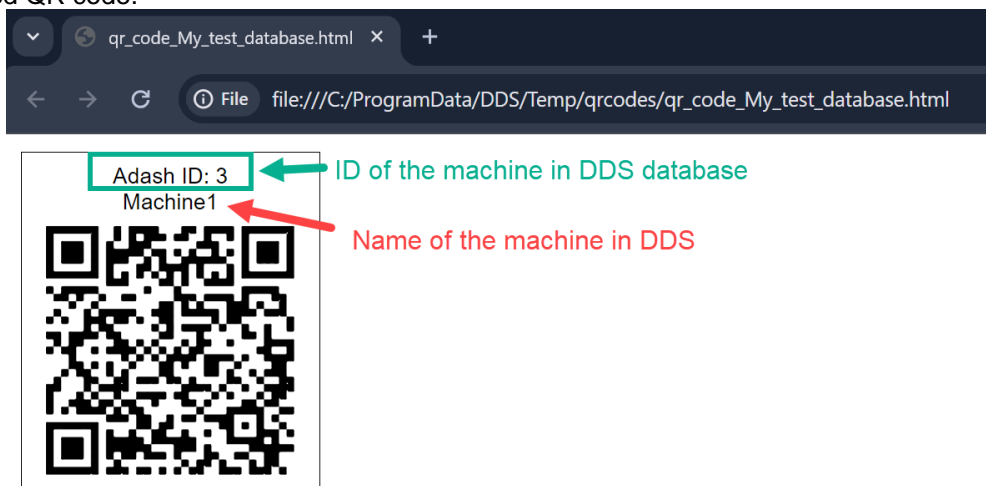 qr_code_My_test_database.html
File file:///C:/ProgramData/DDS/Temp/qrcodes/qr_code_My_test_database.html
Adash ID: 3
ID of the machine in DDS database
Machine1
Name of the machine in DDS